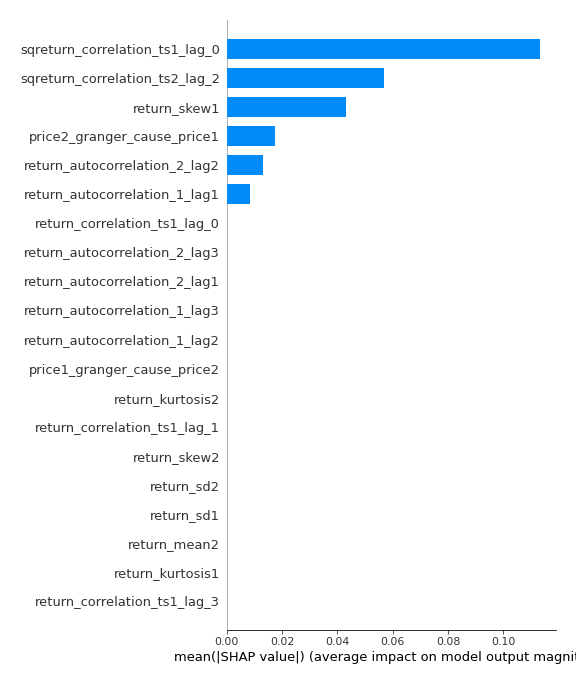 sqreturn_correlation_ts1_lag_0
sqreturn_correlation_ts2_lag_2
return_skew1
price2_granger_cause_price1
return_autocorrelation_2_lag2
return_autocorrelation_1_lag1
return_correlation_ts1_lag_0
return_autocorrelation_2_lag3
return_autocorrelation_2_lag1
return_autocorrelation_1_lag3
return_autocorrelation_1_lag2
price1_granger_cause_price2
return_kurtosis2
return_correlation_ts1_lag_1
return_skew2
return_sd2
return_sd1
return_mean2
return_kurtosis1
return_correlation_ts1_lag_3
0.00 0.02 0.04 0.06 0.08 0.10
mean(|SHAP value|) (average impact on model output magnit